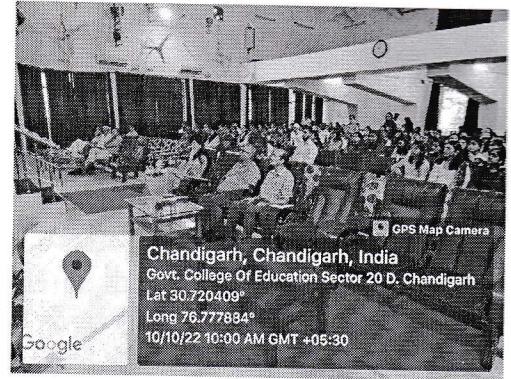 GPS Map Camera
Chandigarh, Chandigarh, India
Govt. College Of Education Sector 20 D. Chandigarh
Lat 30.720409°
Long 76.777884°
10/10/22 10:00 AM GMT +05:30
Google